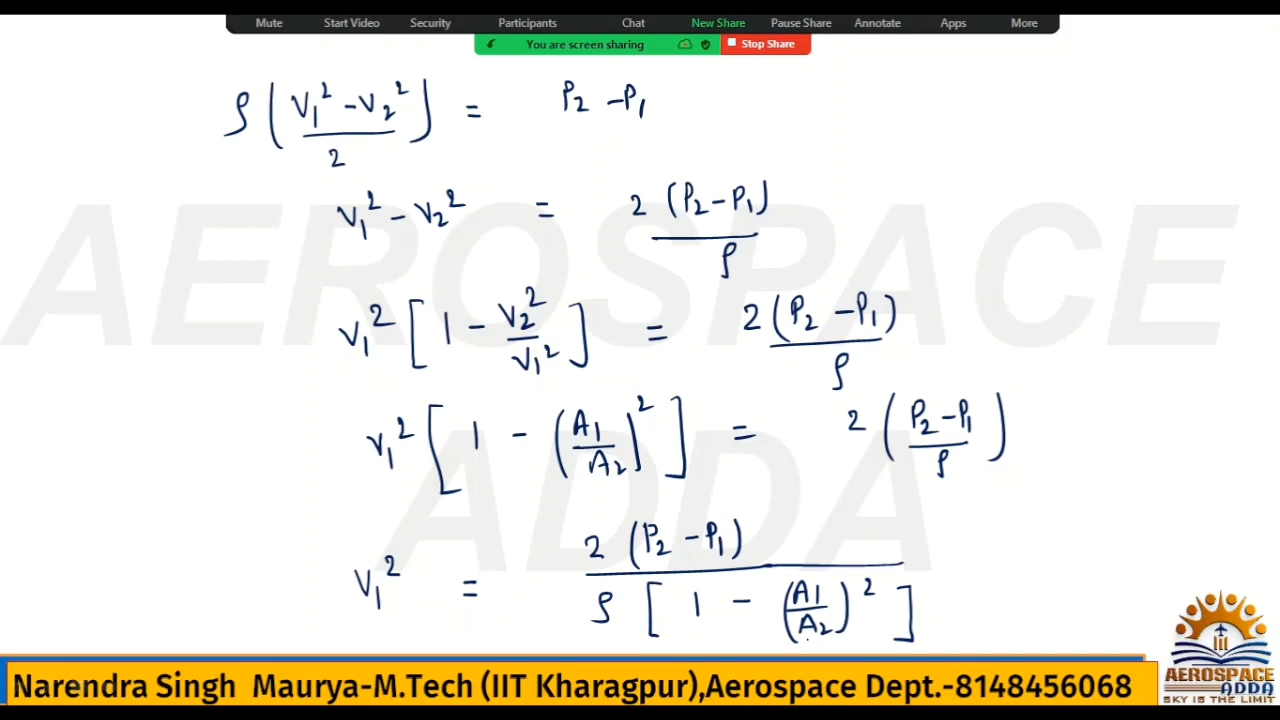 Mute Start Video Security Participants Chat New Share Pause Share Annotate Apps More
You are screen sharing Stop Share
ρ ( (V₁² - V₂²) / 2 ) = P₂ - P₁
V₁² - V₂² = 2 (P₂ - P₁) / ρ
V₁² [ 1 - V₂² / V₁² ] = 2 (P₂ - P₁) / ρ
V₁² [ 1 - (A₁ / A₂)² ] = 2 ( (P₂ - P₁) / ρ )
V₁² = 2 (P₂ - P₁) / ρ [ 1 - (A₁ / A₂)² ]
AEROSPACE
ADDA
Narendra Singh Maurya-M.Tech (IIT Kharagpur),Aerospace Dept.-8148456068
AEROSPACE
ADDA
SKY IS THE LIMIT